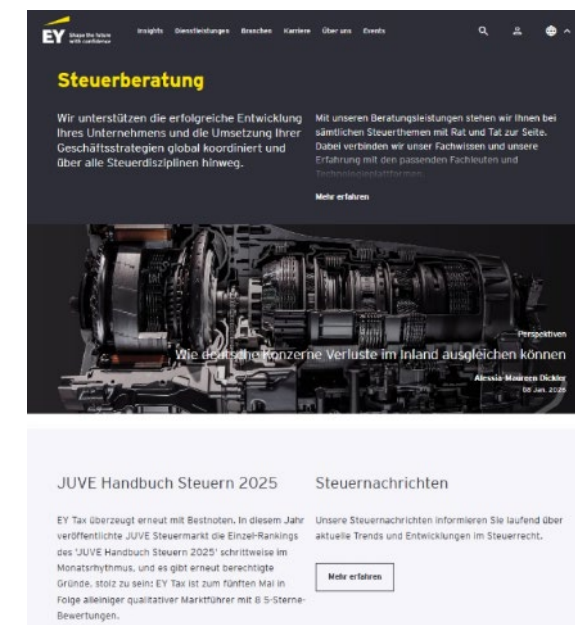 EY
Shape the future
with confidence
Insights Dienstleistungen Branchen Karriere Über uns Events
Steuerberatung
Wir unterstützen die erfolgreiche Entwicklung
Ihres Unternehmens und die Umsetzung Ihrer
Geschäftsstrategien global koordiniert und
über alle Steuerdisziplinen hinweg.
Mit unseren Beratungsleistungen stehen wir Ihnen bei
sämtlichen Steuerthemen mit Rat und Tat zur Seite.
Dabei verbinden wir unser Fachwissen und unsere
Erfahrung mit den passenden Fachleuten und
Technologieplattformen.
Mehr erfahren
Perspektiven
Wie deutsche Konzerne Verluste im Inland ausgleichen können
Alessia-Maureen Dickler
08 Jan. 2026
JUVE Handbuch Steuern 2025
EY Tax überzeugt erneut mit Bestnoten. In diesem Jahr
veröffentlichte JUVE Steuermarkt die Einzel-Rankings
des 'JUVE Handbuch Steuern 2025' schrittweise im
Monatsrhythmus, und es gibt erneut berechtigte
Gründe, stolz zu sein: EY Tax ist zum fünften Mal in
Folge alleiniger qualitativer Marktführer mit 8 5-Sterne-
Bewertungen.
Steuernachrichten
Unsere Steuernachrichten informieren Sie laufend über
aktuelle Trends und Entwicklungen im Steuerrecht.
Mehr erfahren